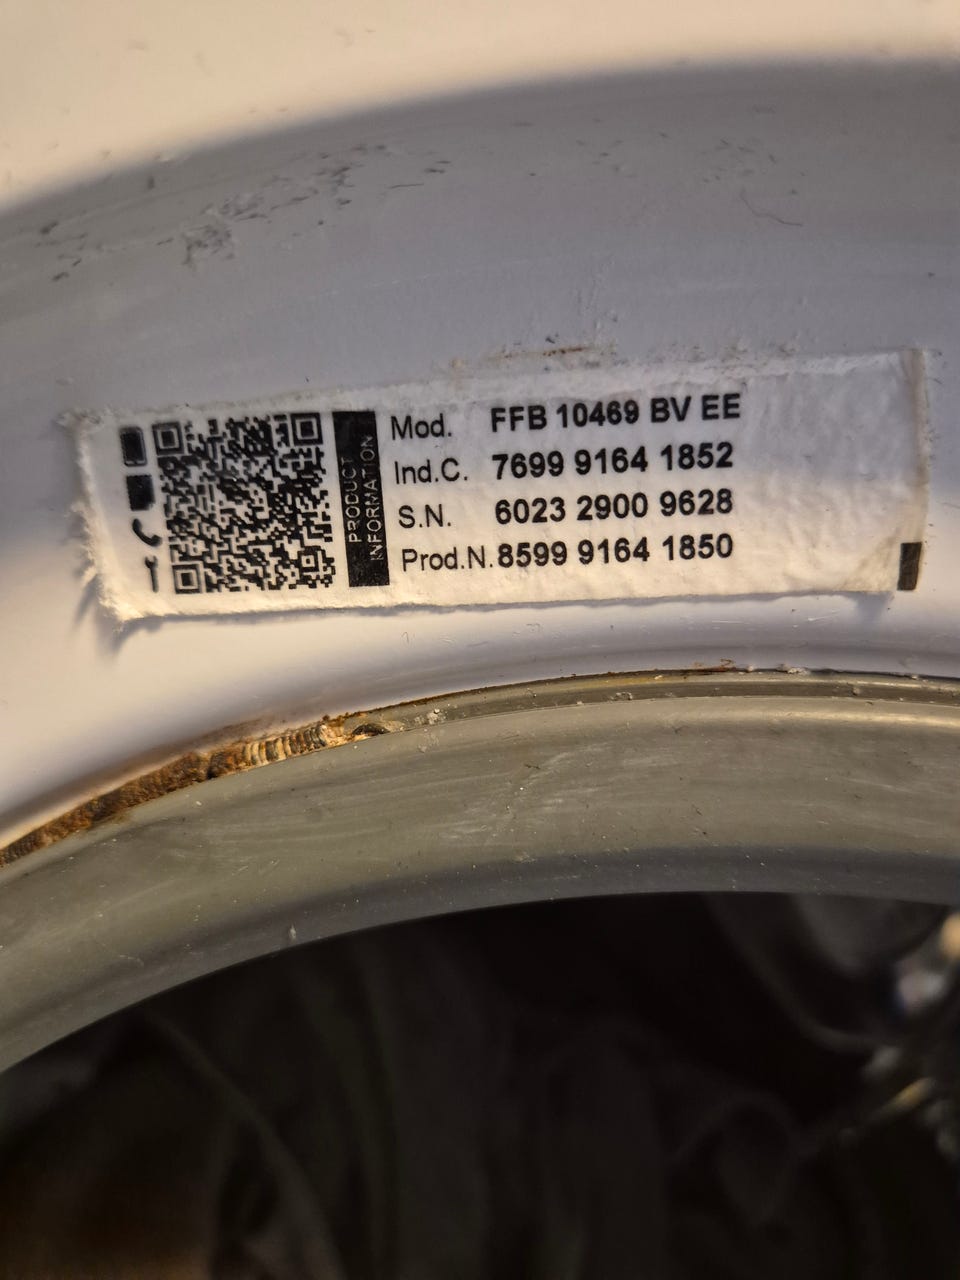 PRODUCT
INFORMATION
Mod. FFB 10469 BV EE
Ind.C. 7699 9164 1852
S.N. 6023 2900 9628
Prod.N. 8599 9164 1850